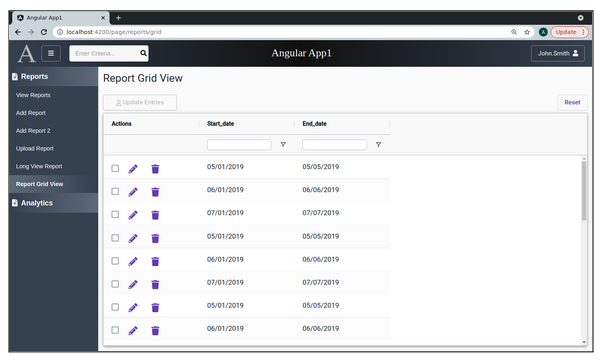 Angular App1
localhost:4200/page/reports/grid
A
Update
A
Enter Criteria...
Angular App1
John.Smith
Reports
View Reports
Add Report
Add Report 2
Upload Report
Long View Report
Report Grid View
Analytics
Report Grid View
Update Entries
Reset
Actions Start_date End_date
05/01/2019 05/05/2019
06/01/2019 06/06/2019
07/01/2019 07/07/2019
05/01/2019 05/05/2019
06/01/2019 06/06/2019
07/01/2019 07/07/2019
05/01/2019 05/05/2019
06/01/2019 06/06/2019